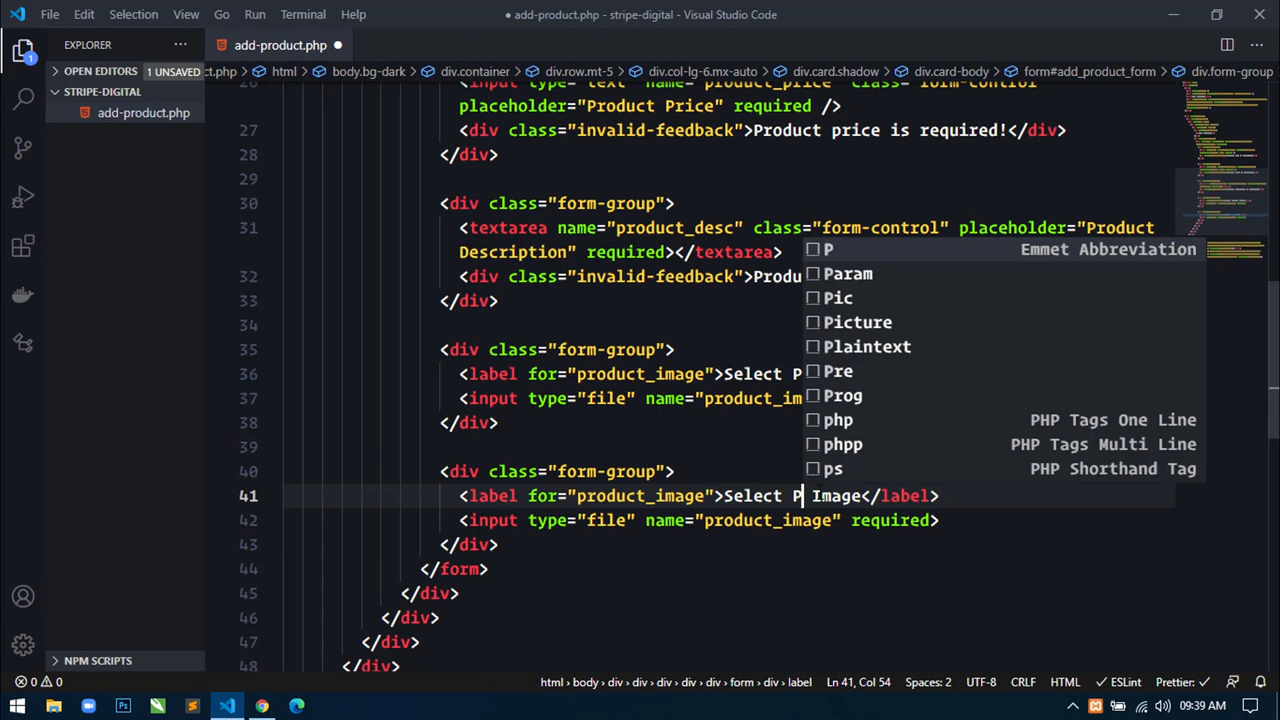 File Edit Selection View Go Run Terminal Help
● add-product.php - stripe-digital - Visual Studio Code
EXPLORER
add-product.php
OPEN EDITORS 1 UNSAVED
ct.php > html > body.bg-dark > div.container > div.row.mt-5 > div.col-lg-6.mx-auto > div.card.shadow > div.card-body > form#add_product_form > div.form-group
STRIPE-DIGITAL
add-product.php
<input type="text" name="product_price" class="form-control"
placeholder="Product Price" required />
27 <div class="invalid-feedback">Product price is required!</div>
28 </div>
29
30 <div class="form-group">
31 <textarea name="product_desc" class="form-control" placeholder="Product
Description" required></textarea>
32 <div class="invalid-feedback">Produ
33 </div>
34
35 <div class="form-group">
36 <label for="product_image">Select P
37 <input type="file" name="product_im
38 </div>
39
40 <div class="form-group">
41 <label for="product_image">Select P Image</label>
42 <input type="file" name="product_image" required>
43 </div>
44 </form>
45 </div>
46 </div>
47 </div>
48 </div>
P Emmet Abbreviation
Param
Pic
Picture
Plaintext
Pre
Prog
php PHP Tags One Line
phpp PHP Tags Multi Line
ps PHP Shorthand Tag
NPM SCRIPTS
0 0 html > body > div > div > div > div > form > div > label Ln 41, Col 54 Spaces: 2 UTF-8 CRLF HTML ESLint Prettier: ✓
09:39 AM